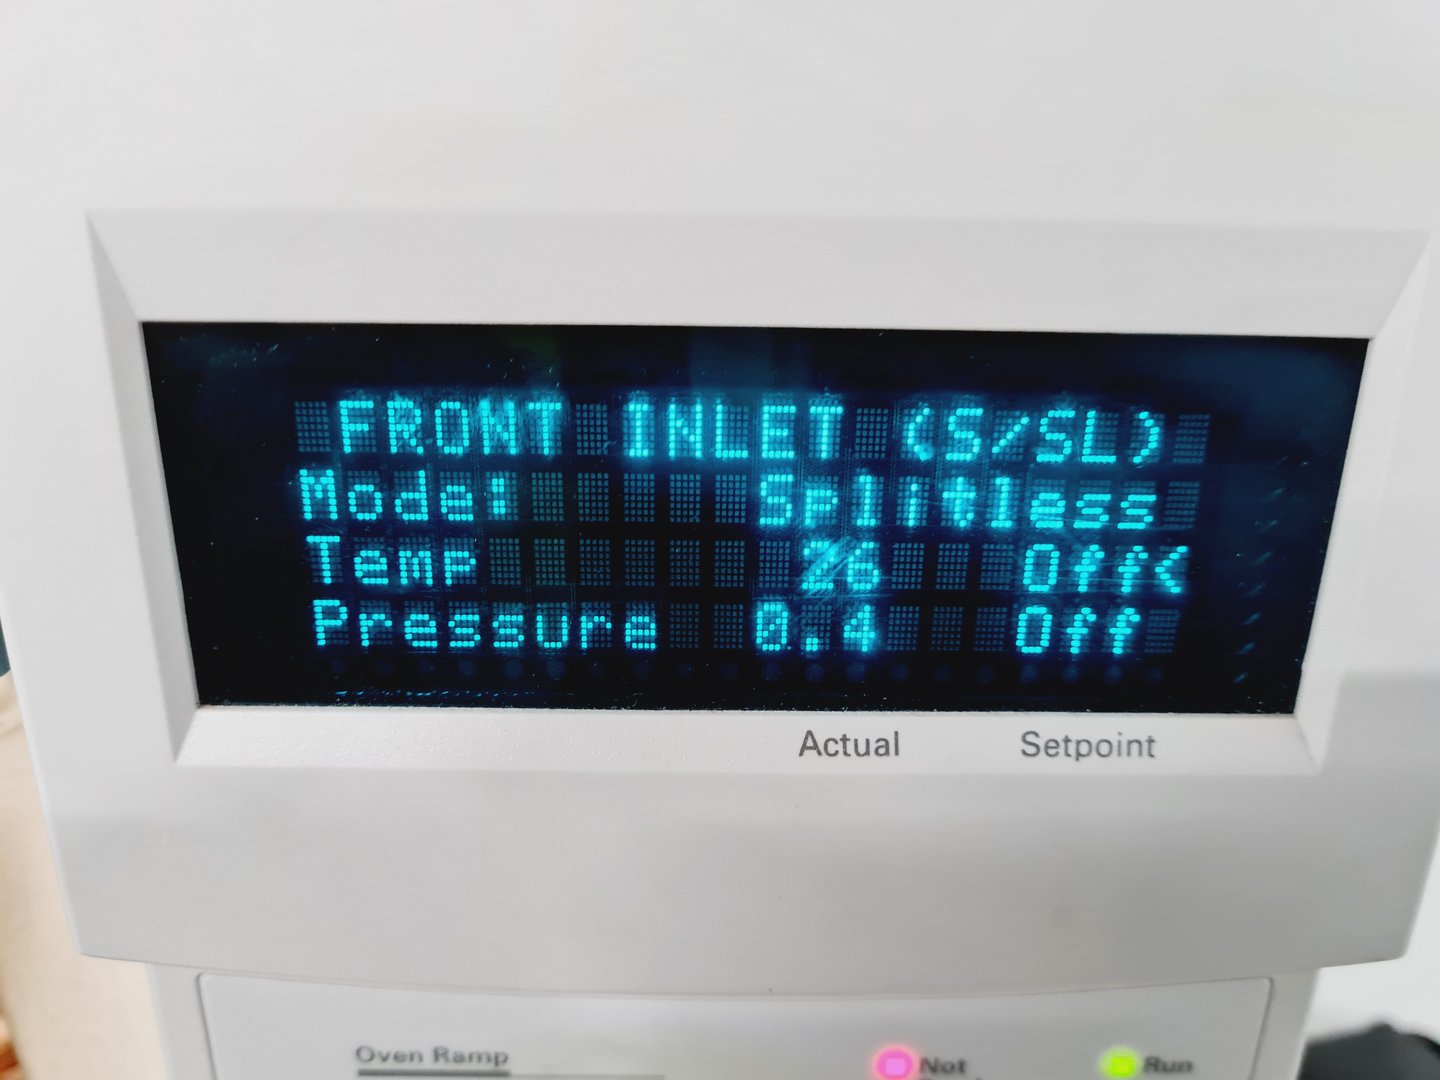 FRONT INLET (S/SL)
Mode: Splitless
Temp 26 Off<
Pressure 0.4 Off
Actual Setpoint
Oven Ramp
Not Run